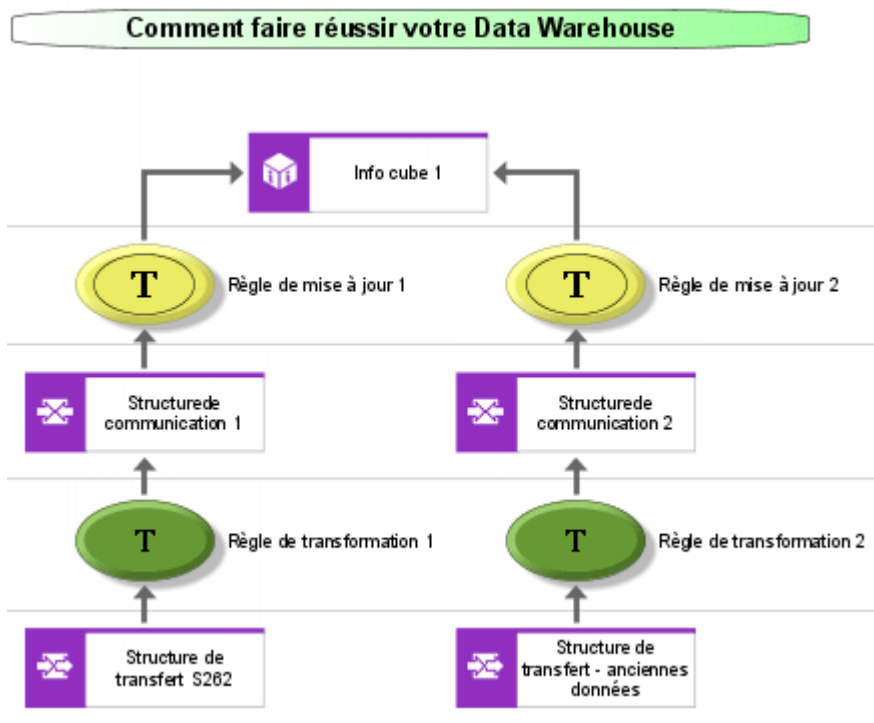 Comment faire réussir votre Data Warehouse
Info cube 1
T
Règle de mise à jour 1
T
Règle de mise à jour 2
Structurede
communication 1
Structurede
communication 2
T
Règle de transformation 1
T
Règle de transformation 2
Structure de
transfert S262
Structure de
transfert - anciennes
données